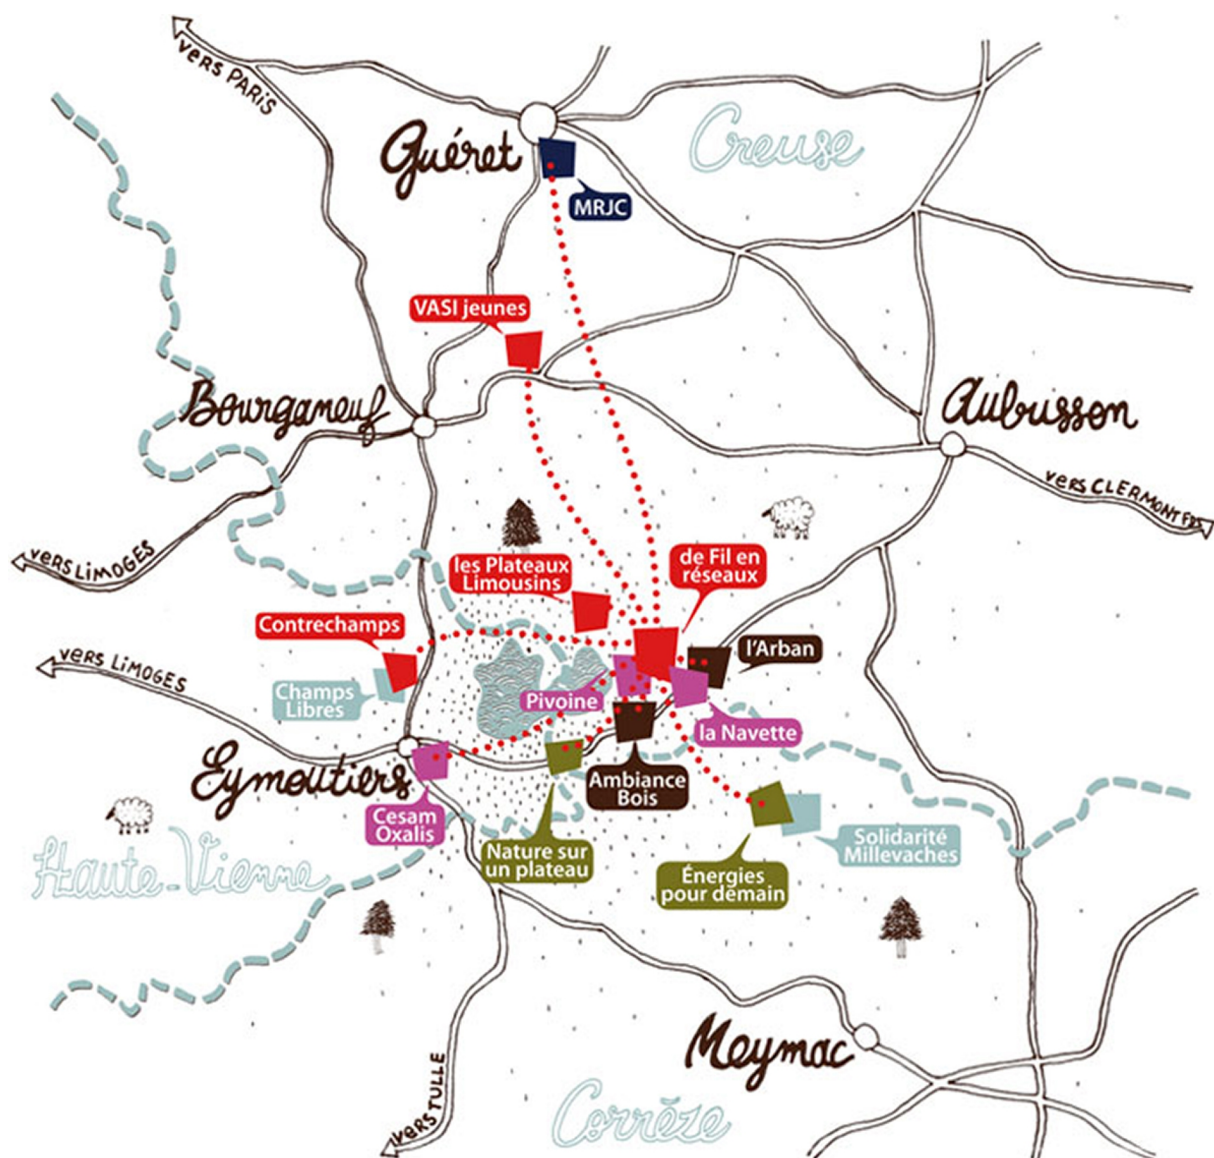 vers PARIS
Guéret
Creuse
MRJC
VASI jeunes
Bourganeuf
Aubusson
vers CLERMONT FDS
vers LIMOGES
les Plateaux
Limousins
de Fil en
réseaux
Contrechamps
l'Arban
vers LIMOGES
Champs
Libres
Pivoine
la Navette
Eymoutiers
Ambiance
Bois
Cesam
Oxalis
Nature sur
un plateau
Solidarité
Millevaches
Énergies
pour demain
Haute-Vienne
Meymac
vers TULLE
Corrèze